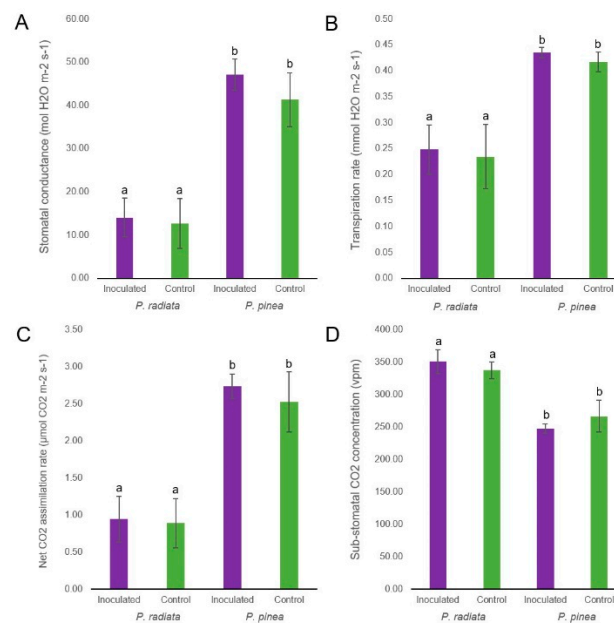 A
Stomatal conductance (mol H2O m-2 s-1)
60.00
50.00
40.00
30.00
20.00
10.00
0.00
a
a
b
b
Inoculated
Control
Inoculated
Control
P. radiata
P. pinea
B
Transpiration rate (mmol H2O m-2 s-1)
0.50
0.45
0.40
0.35
0.30
0.25
0.20
0.15
0.10
0.05
0.00
a
a
b
b
Inoculated
Control
Inoculated
Control
P. radiata
P. pinea
C
Net CO2 assimilation rate (µmol CO2 m-2 s-1)
3.50
3.00
2.50
2.00
1.50
1.00
0.50
0.00
a
a
b
b
Inoculated
Control
Inoculated
Control
P. radiata
P. pinea
D
Sub-stomatal CO2 concentration (vpm)
400.00
350.00
300.00
250.00
200.00
150.00
100.00
50.00
0.00
a
a
b
b
Inoculated
Control
Inoculated
Control
P. radiata
P. pinea